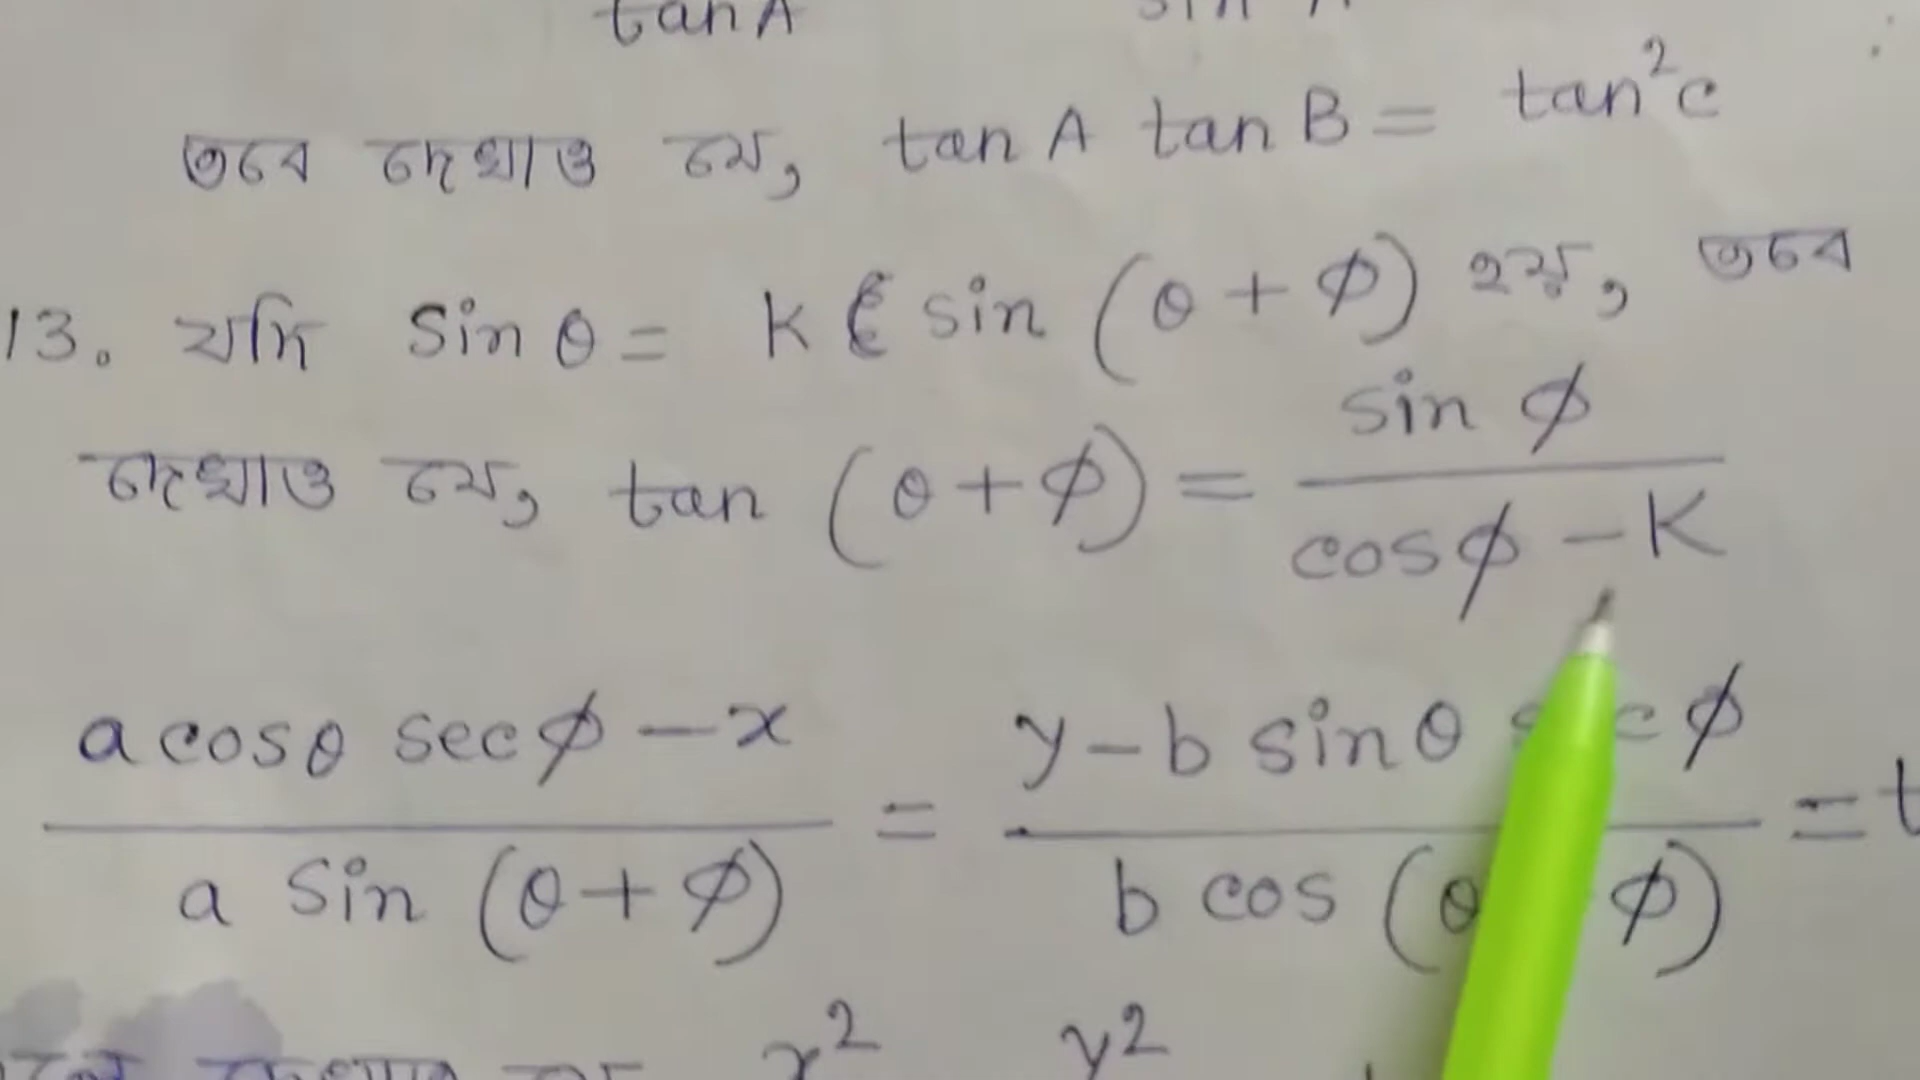 tan A
তবে দেখাও যে, tan A tan B = tan²c
13. যদি Sin θ = K sin (θ + φ) হয়, তবে
দেখাও যে, tan (θ + φ) = sin φ / cos φ - K
a cos θ sec φ - x / a Sin (θ + φ) = y - b sin θ φ / b cos (θ φ) =
x² y²